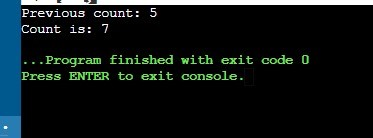 Previous count: 5
Count is: 7
...Program finished with exit code 0
Press ENTER to exit console.